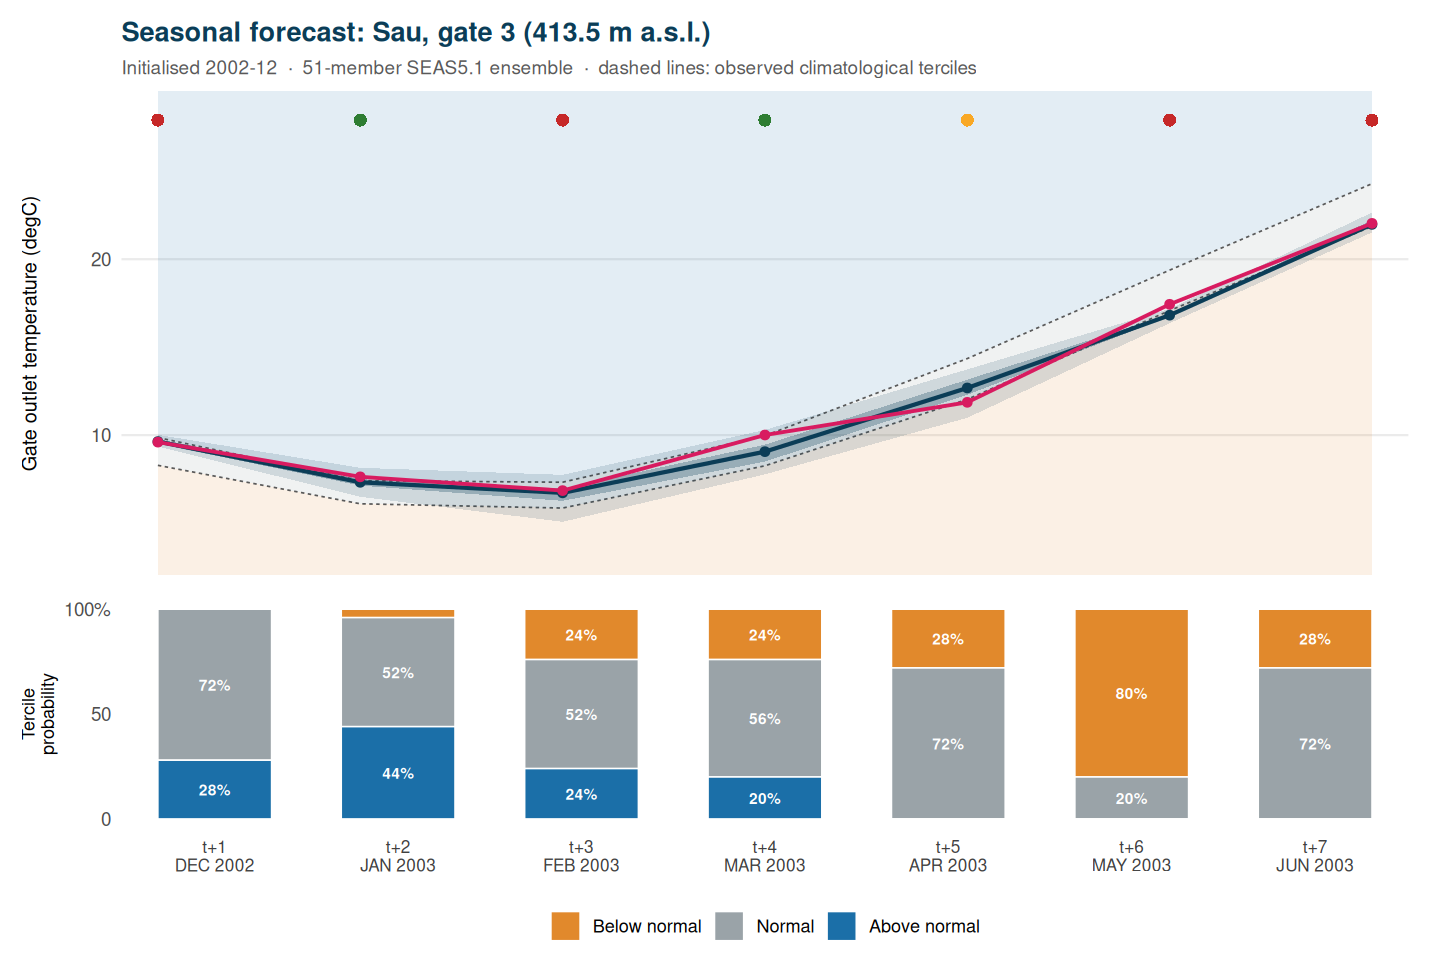 Seasonal forecast: Sau, gate 3 (413.5 m a.s.l.)
Initialised 2002-12 · 51-member SEAS5.1 ensemble · dashed lines: observed climatological terciles
Gate outlet temperature (degC)
20
10
Tercile
probability
100%
50
0
72%
28%
52%
44%
24%
52%
24%
24%
56%
20%
28%
72%
80%
20%
28%
72%
t+1
DEC 2002
t+2
JAN 2003
t+3
FEB 2003
t+4
MAR 2003
t+5
APR 2003
t+6
MAY 2003
t+7
JUN 2003
Below normal
Normal
Above normal